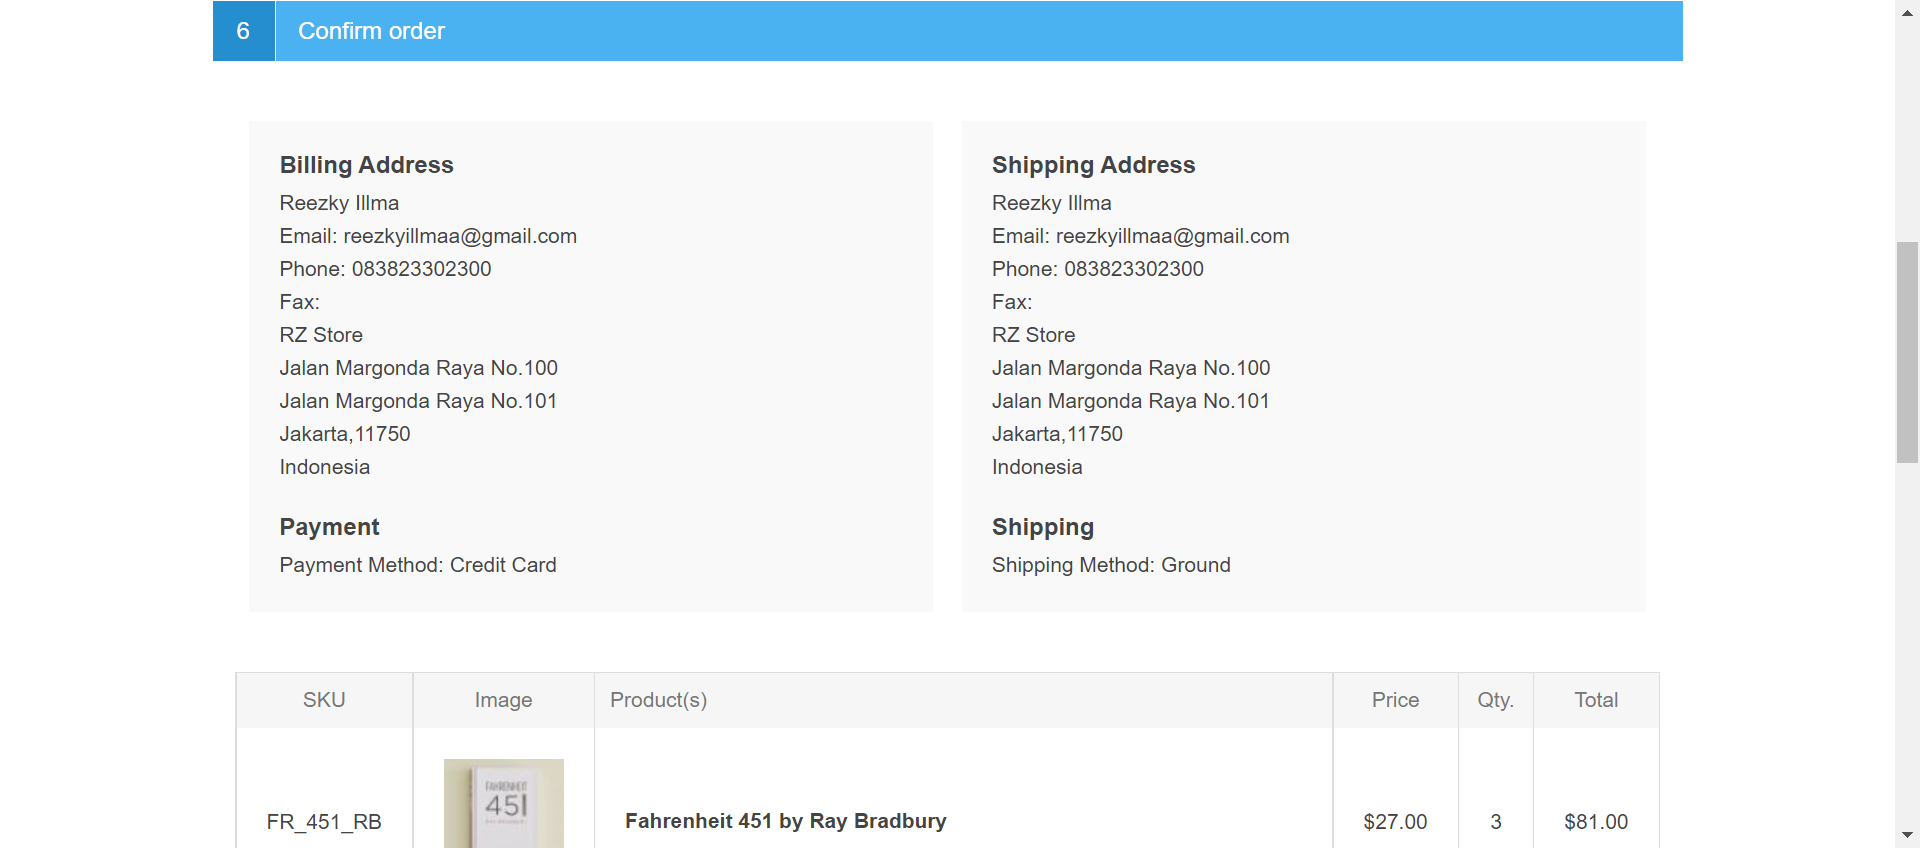 6 Confirm order
Billing Address
Reezky Illma
Email: reezkyillmaa@gmail.com
Phone: 083823302300
Fax:
RZ Store
Jalan Margonda Raya No.100
Jalan Margonda Raya No.101
Jakarta,11750
Indonesia
Payment
Payment Method: Credit Card
Shipping Address
Reezky Illma
Email: reezkyillmaa@gmail.com
Phone: 083823302300
Fax:
RZ Store
Jalan Margonda Raya No.100
Jalan Margonda Raya No.101
Jakarta,11750
Indonesia
Shipping
Shipping Method: Ground
SKU Image Product(s) Price Qty. Total
FAHRENHEIT
451
FR_451_RB Fahrenheit 451 by Ray Bradbury $27.00 3 $81.00